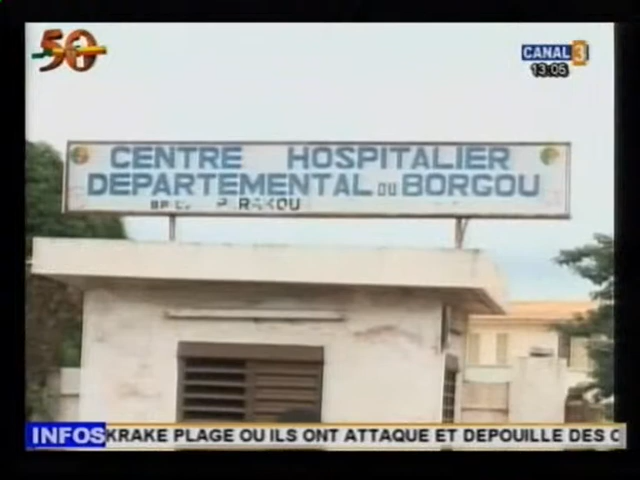 50
CANAL 3
13:05
CENTRE HOSPITALIER
DEPARTEMENTAL DU BORGOU
INFOS KRAKE PLAGE OU ILS ONT ATTAQUE ET DEPOUILLE DES